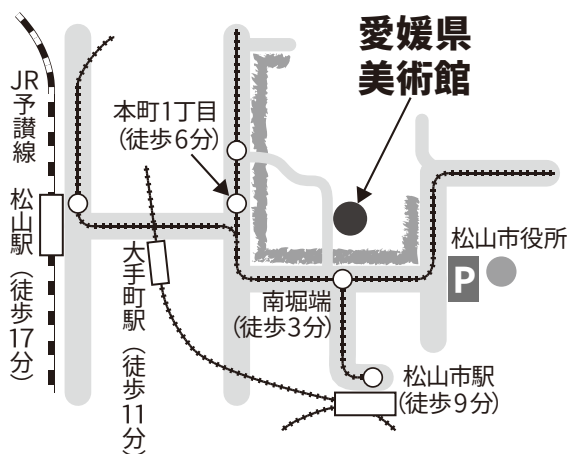 愛媛県
美術館
JR予讃線
本町1丁目
（徒歩6分）
松山駅（徒歩17分）
大手町駅（徒歩11分）
松山市役所
P
南堀端
（徒歩3分）
松山市駅
（徒歩9分）